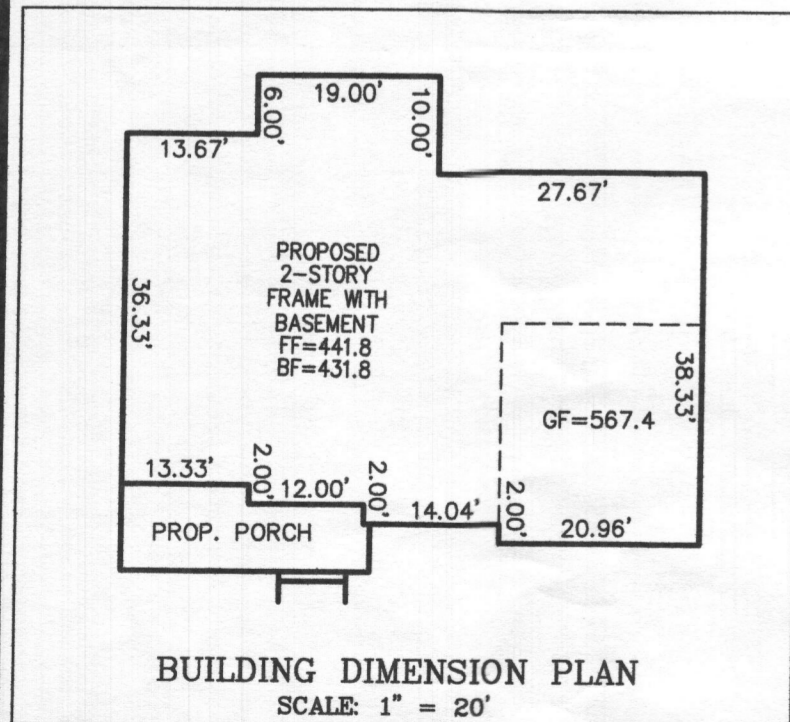 19.00'
6.00'
10.00'
13.67'
27.67'
PROPOSED
2-STORY
FRAME WITH
BASEMENT
FF=441.8
BF=431.8
36.33'
38.33'
GF=567.4
13.33'
2.00'
12.00'
2.00'
14.04'
2.00'
20.96'
PROP. PORCH
BUILDING DIMENSION PLAN
SCALE: 1" = 20'